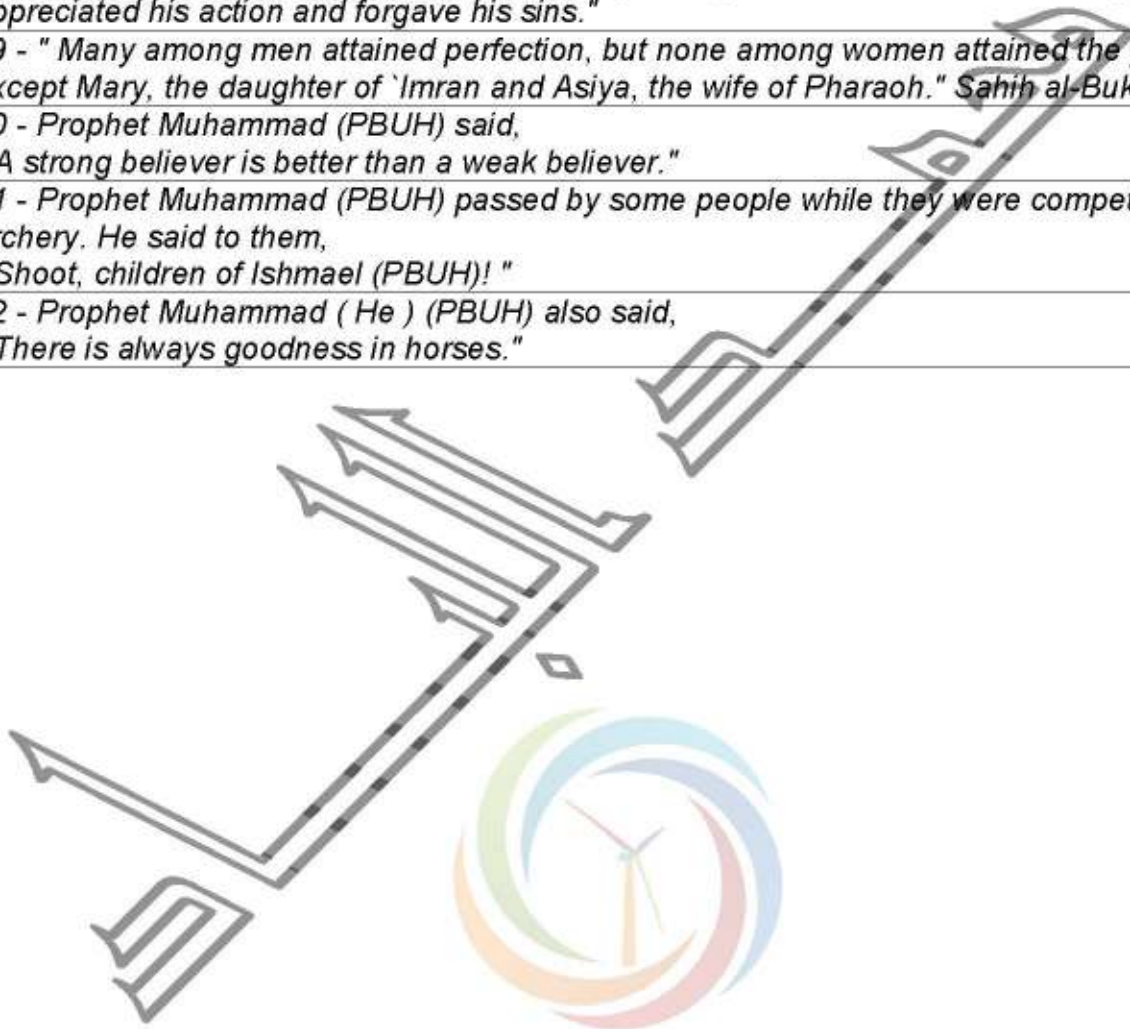 ppreciated his action and forgave his sins."
9 - " Many among men attained perfection, but none among women attained the
xcept Mary, the daughter of `Imran and Asiya, the wife of Pharaoh." Sahih al-Buk
0 - Prophet Muhammad (PBUH) said,
A strong believer is better than a weak believer."
1 - Prophet Muhammad (PBUH) passed by some people while they were compet
rchery. He said to them,
Shoot, children of Ishmael (PBUH)! "
2 - Prophet Muhammad ( He ) (PBUH) also said,
There is always goodness in horses."